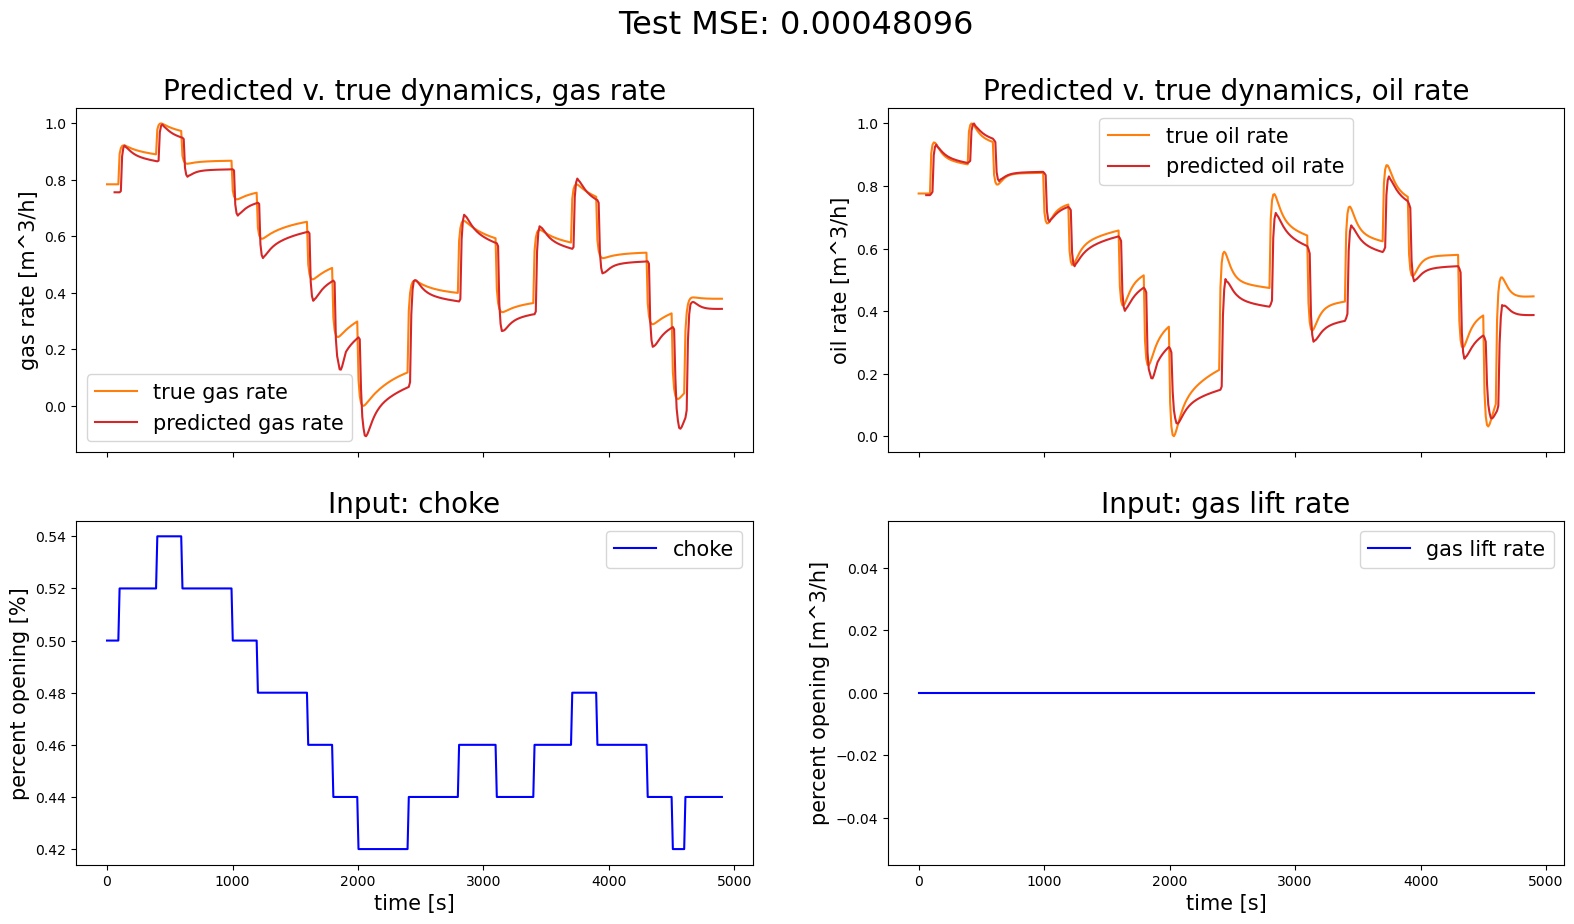 Test MSE: 0.00048096
Predicted v. true dynamics, gas rate
gas rate [m^3/h]
1.0
0.8
0.6
0.4
0.2
0.0
true gas rate
predicted gas rate
Predicted v. true dynamics, oil rate
oil rate [m^3/h]
1.0
0.8
0.6
0.4
0.2
0.0
true oil rate
predicted oil rate
Input: choke
percent opening [%]
0.54
0.52
0.50
0.48
0.46
0.44
0.42
choke
0 1000 2000 3000 4000 5000
time [s]
Input: gas lift rate
percent opening [m^3/h]
0.04
0.02
0.00
−0.02
−0.04
gas lift rate
0 1000 2000 3000 4000 5000
time [s]